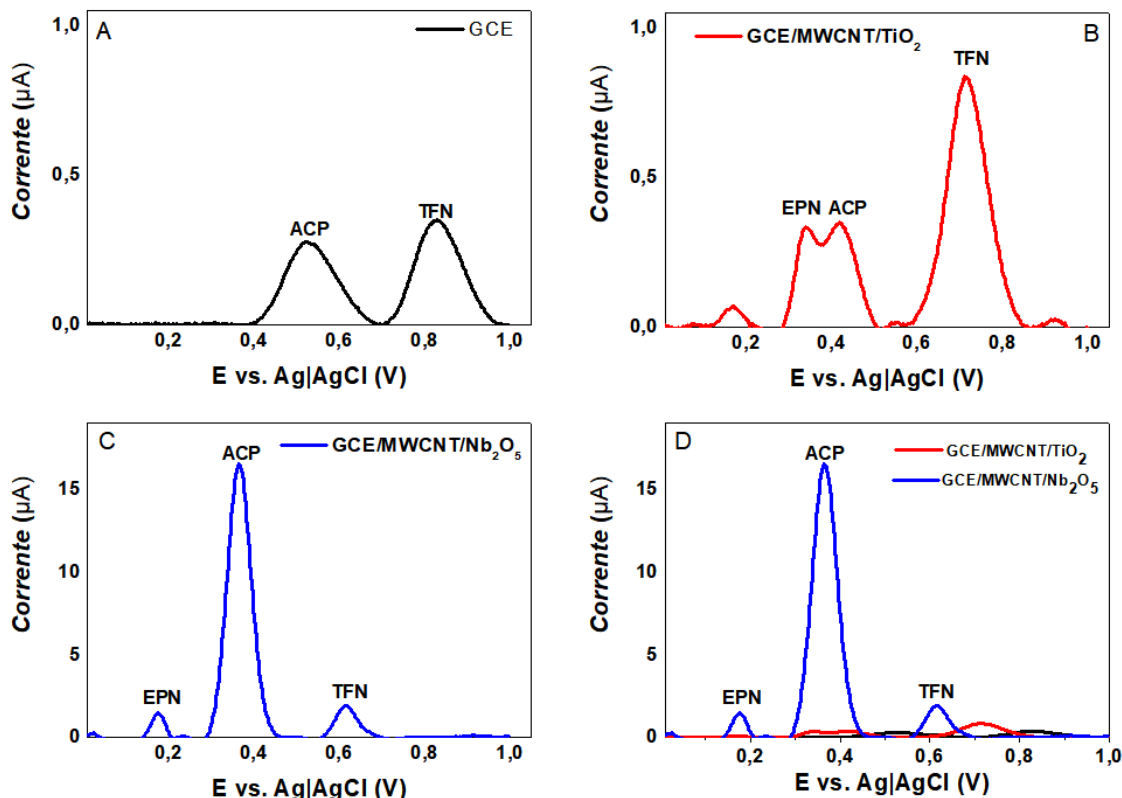 A
GCE
1,0
0,5
0,0
Corrente (µA)
ACP
TFN
0,2 0,4 0,6 0,8 1,0
E vs. Ag|AgCl (V)
B
GCE/MWCNT/TiO₂
1,0
0,5
0,0
Corrente (µA)
EPN ACP
TFN
0,2 0,4 0,6 0,8 1,0
E vs. Ag|AgCl (V)
C
GCE/MWCNT/Nb₂O₅
15
10
5
0
Corrente (µA)
EPN
ACP
TFN
0,2 0,4 0,6 0,8 1,0
E vs. Ag|AgCl (V)
D
GCE/MWCNT/TiO₂
GCE/MWCNT/Nb₂O₅
15
10
5
0
Corrente (µA)
EPN
ACP
TFN
0,2 0,4 0,6 0,8 1,0
E vs. Ag|AgCl (V)